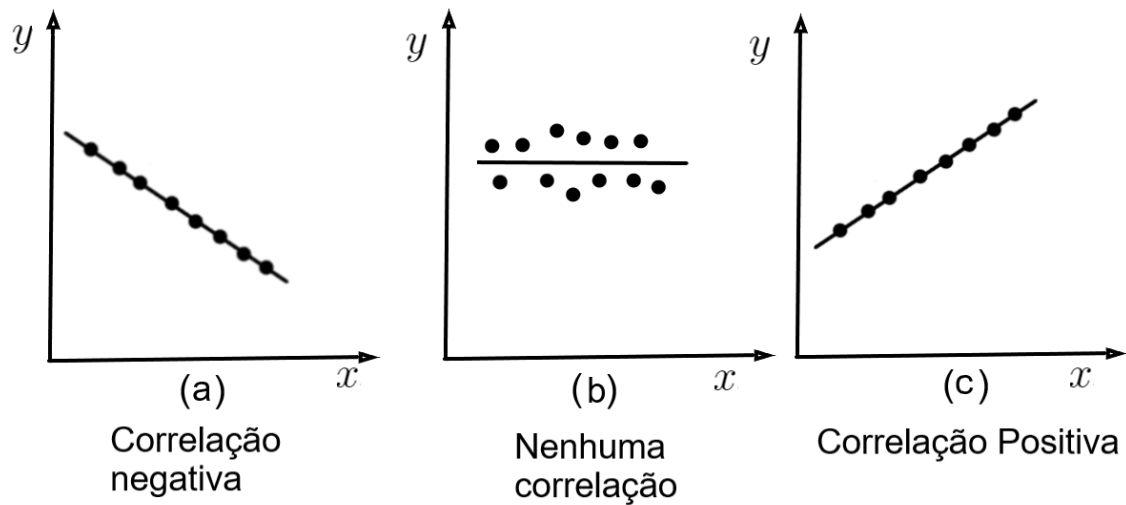 y
x
(a)
Correlação
negativa
y
x
(b)
Nenhuma
correlação
y
x
(c)
Correlação Positiva